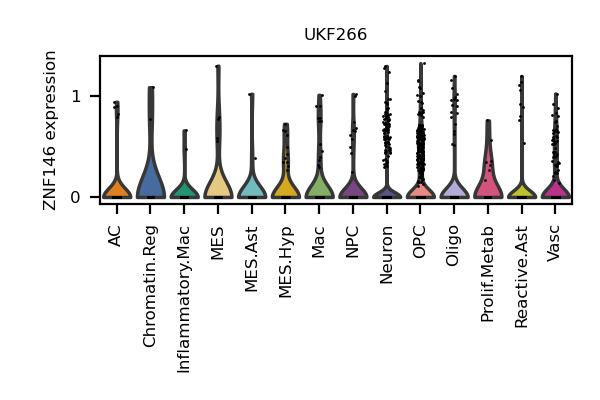 UKF266
ZNF146 expression
1
0
AC
Chromatin.Reg
Inflammatory.Mac
MES
MES.Ast
MES.Hyp
Mac
NPC
Neuron
OPC
Oligo
Prolif.Metab
Reactive.Ast
Vasc